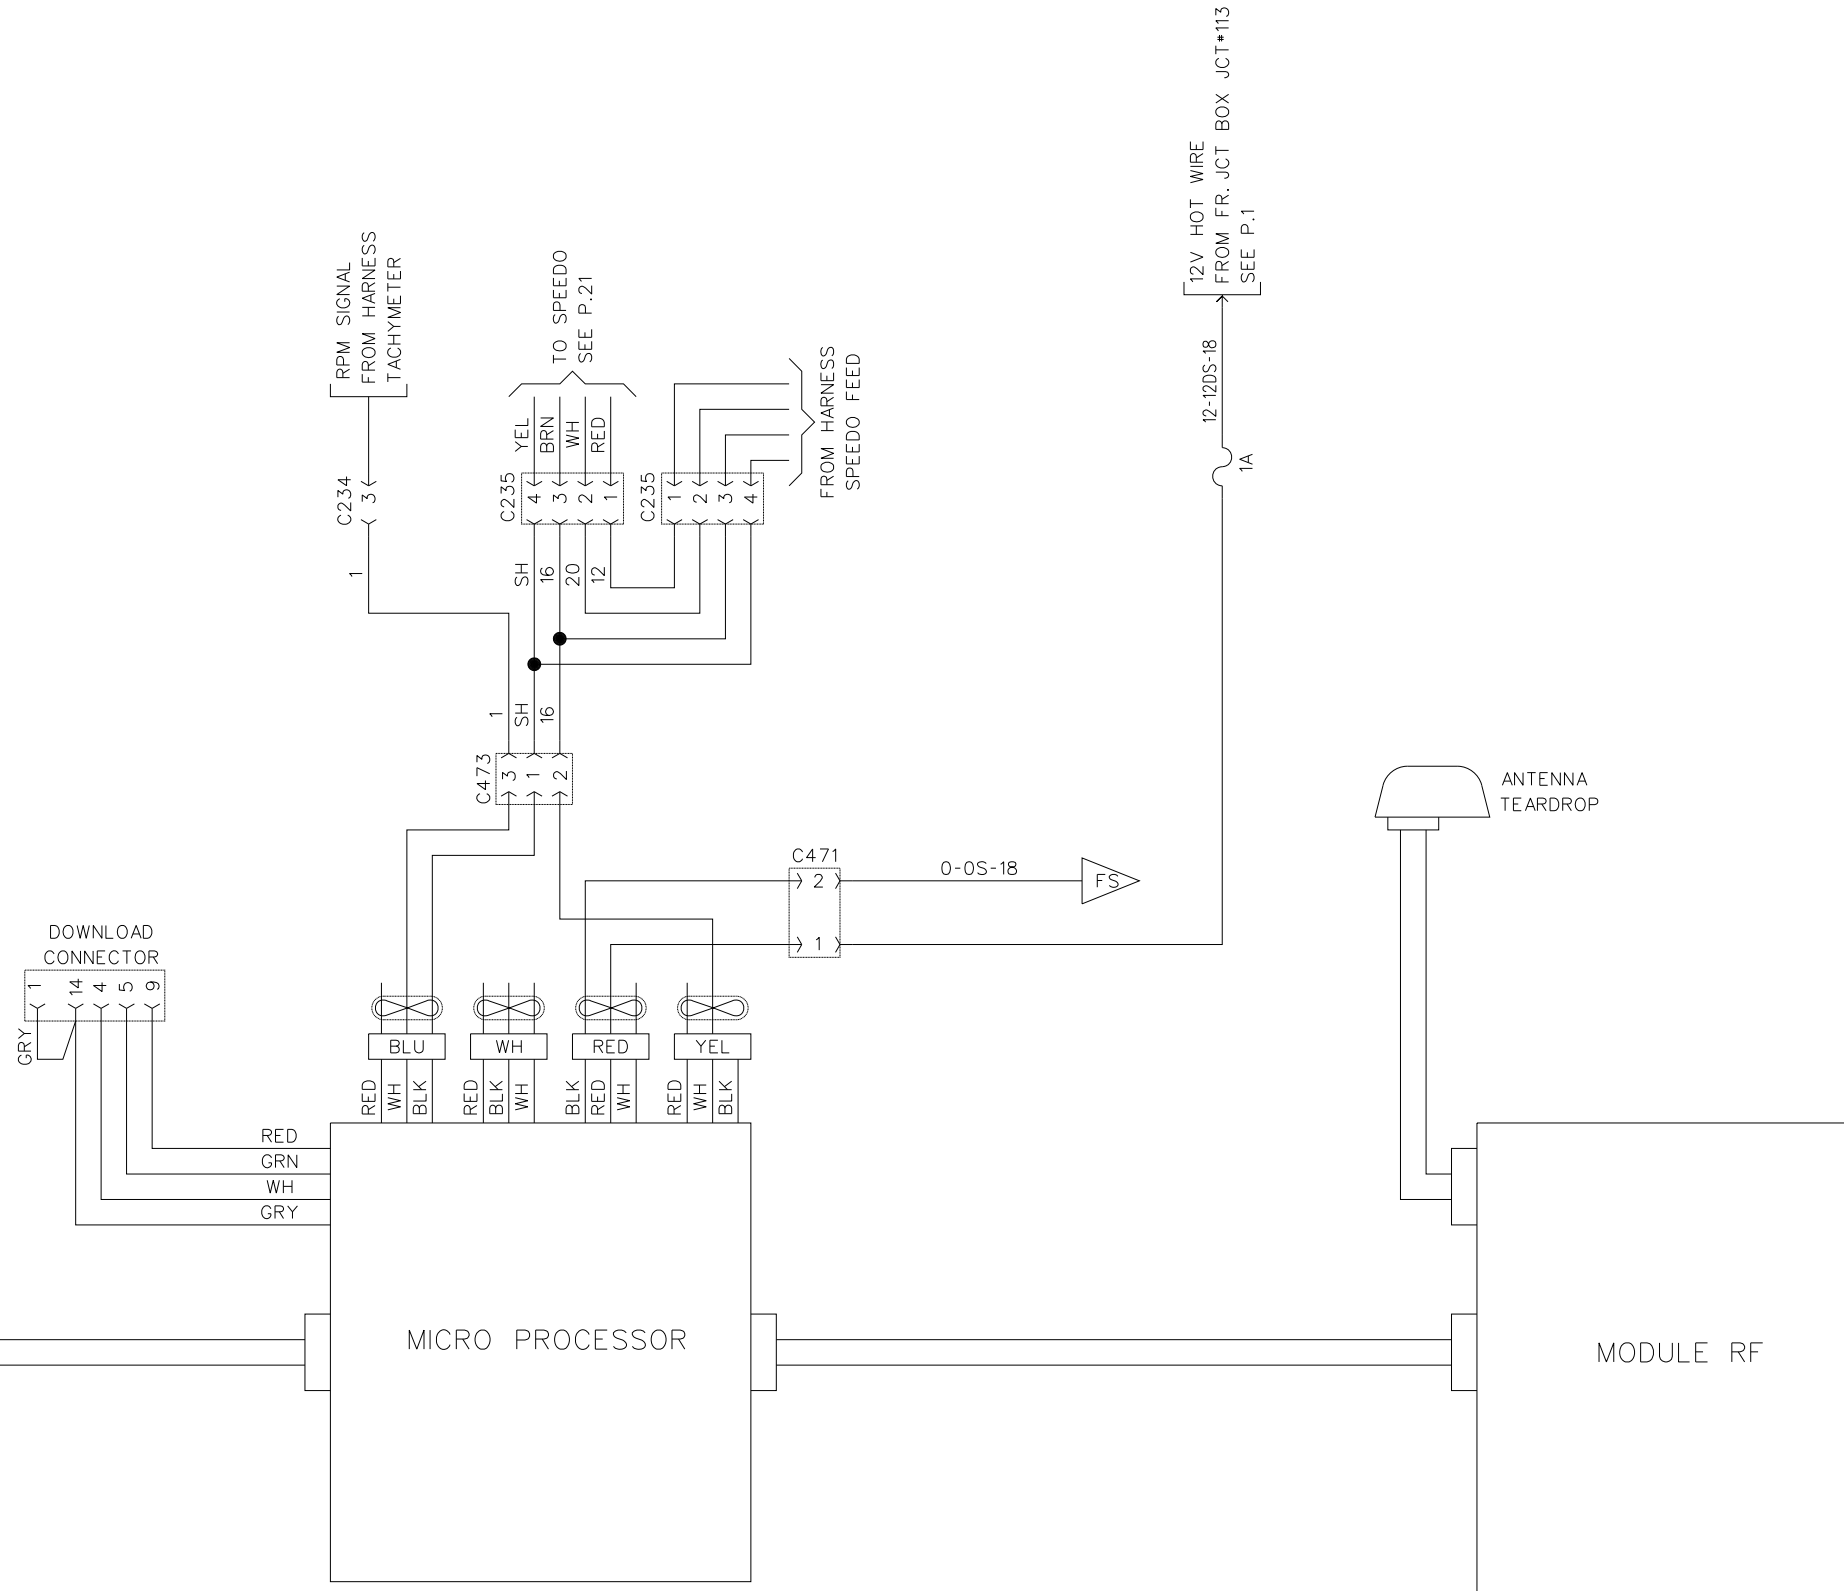 12V HOT WIRE
FROM FR. JCT BOX JCT#113
SEE P.1
RPM SIGNAL
FROM HARNESS
TACHYMETER
TO SPEEDO
SEE P.21
FROM HARNESS
SPEEDO FEED
12-12DS-18
1A
YEL
BRN
WH
RED
C234
3
C235
4
3
2
1
C235
1
2
3
4
1
SH
16
20
12
1
SH
16
C473
3
1
2
ANTENNA
TEARDROP
C471
2
1
0-0S-18
FS
DOWNLOAD
CONNECTOR
1
14
4
5
9
GRY
BLU
WH
RED
YEL
RED
WH
BLK
RED
BLK
WH
BLK
RED
WH
RED
WH
BLK
RED
GRN
WH
GRY
MICRO PROCESSOR
MODULE RF